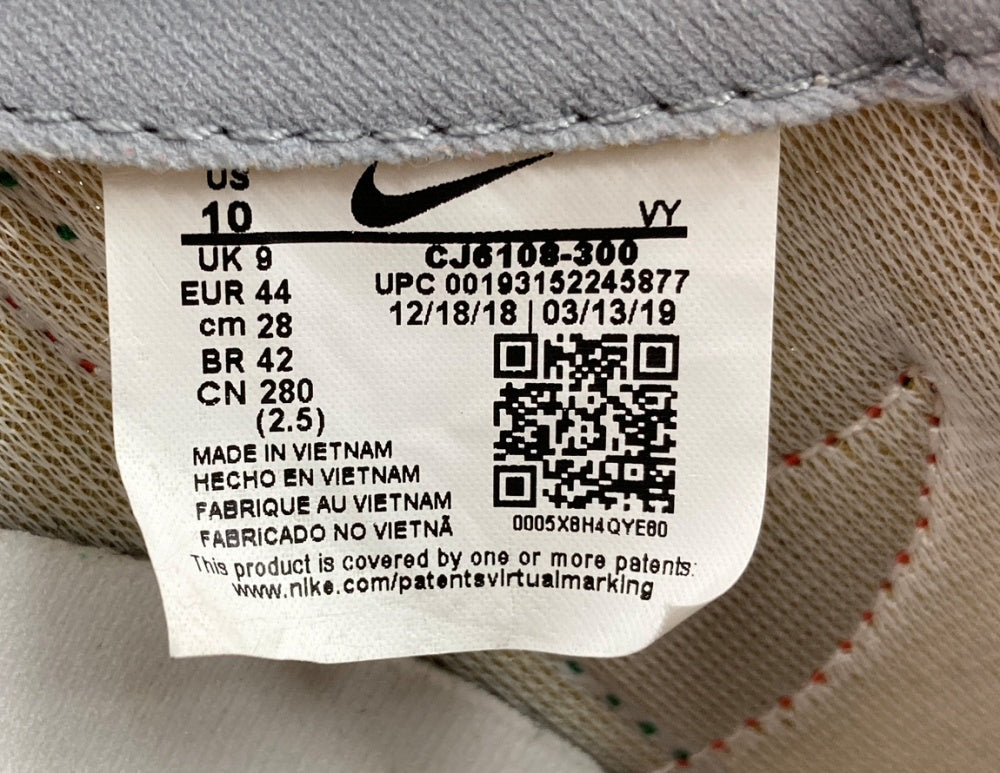 US
10
VY
UK 9
CJ6108-300
EUR 44
UPC 00193152245877
cm 28
12/18/18 | 03/13/19
BR 42
CN 280
(2.5)
MADE IN VIETNAM
HECHO EN VIETNAM
FABRIQUE AU VIETNAM
FABRICADO NO VIETNÃ
0005X8H4QYE80
This product is covered by one or more patents:
www.nike.com/patentsvirtualmarking